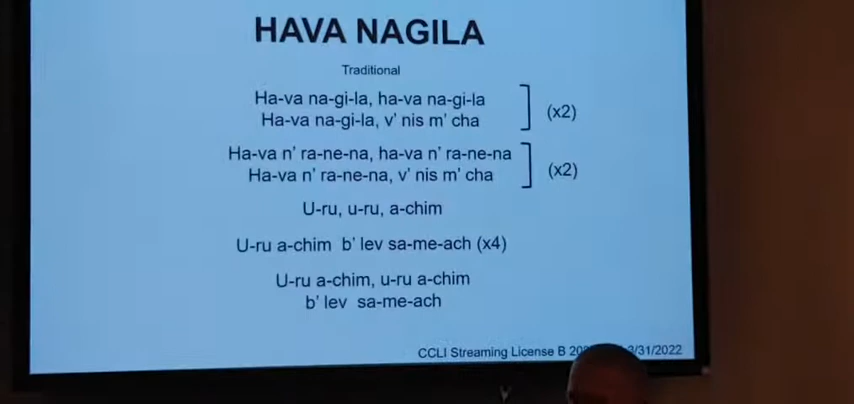 HAVA NAGILA
Traditional
Ha-va na-gi-la, ha-va na-gi-la
Ha-va na-gi-la, v' nis m' cha
(x2)
Ha-va n' ra-ne-na, ha-va n' ra-ne-na
Ha-va n' ra-ne-na, v' nis m' cha
(x2)
U-ru, u-ru, a-chim
U-ru a-chim b' lev sa-me-ach (x4)
U-ru a-chim, u-ru a-chim
b' lev sa-me-ach
CCLI Streaming License B 3/31/2022